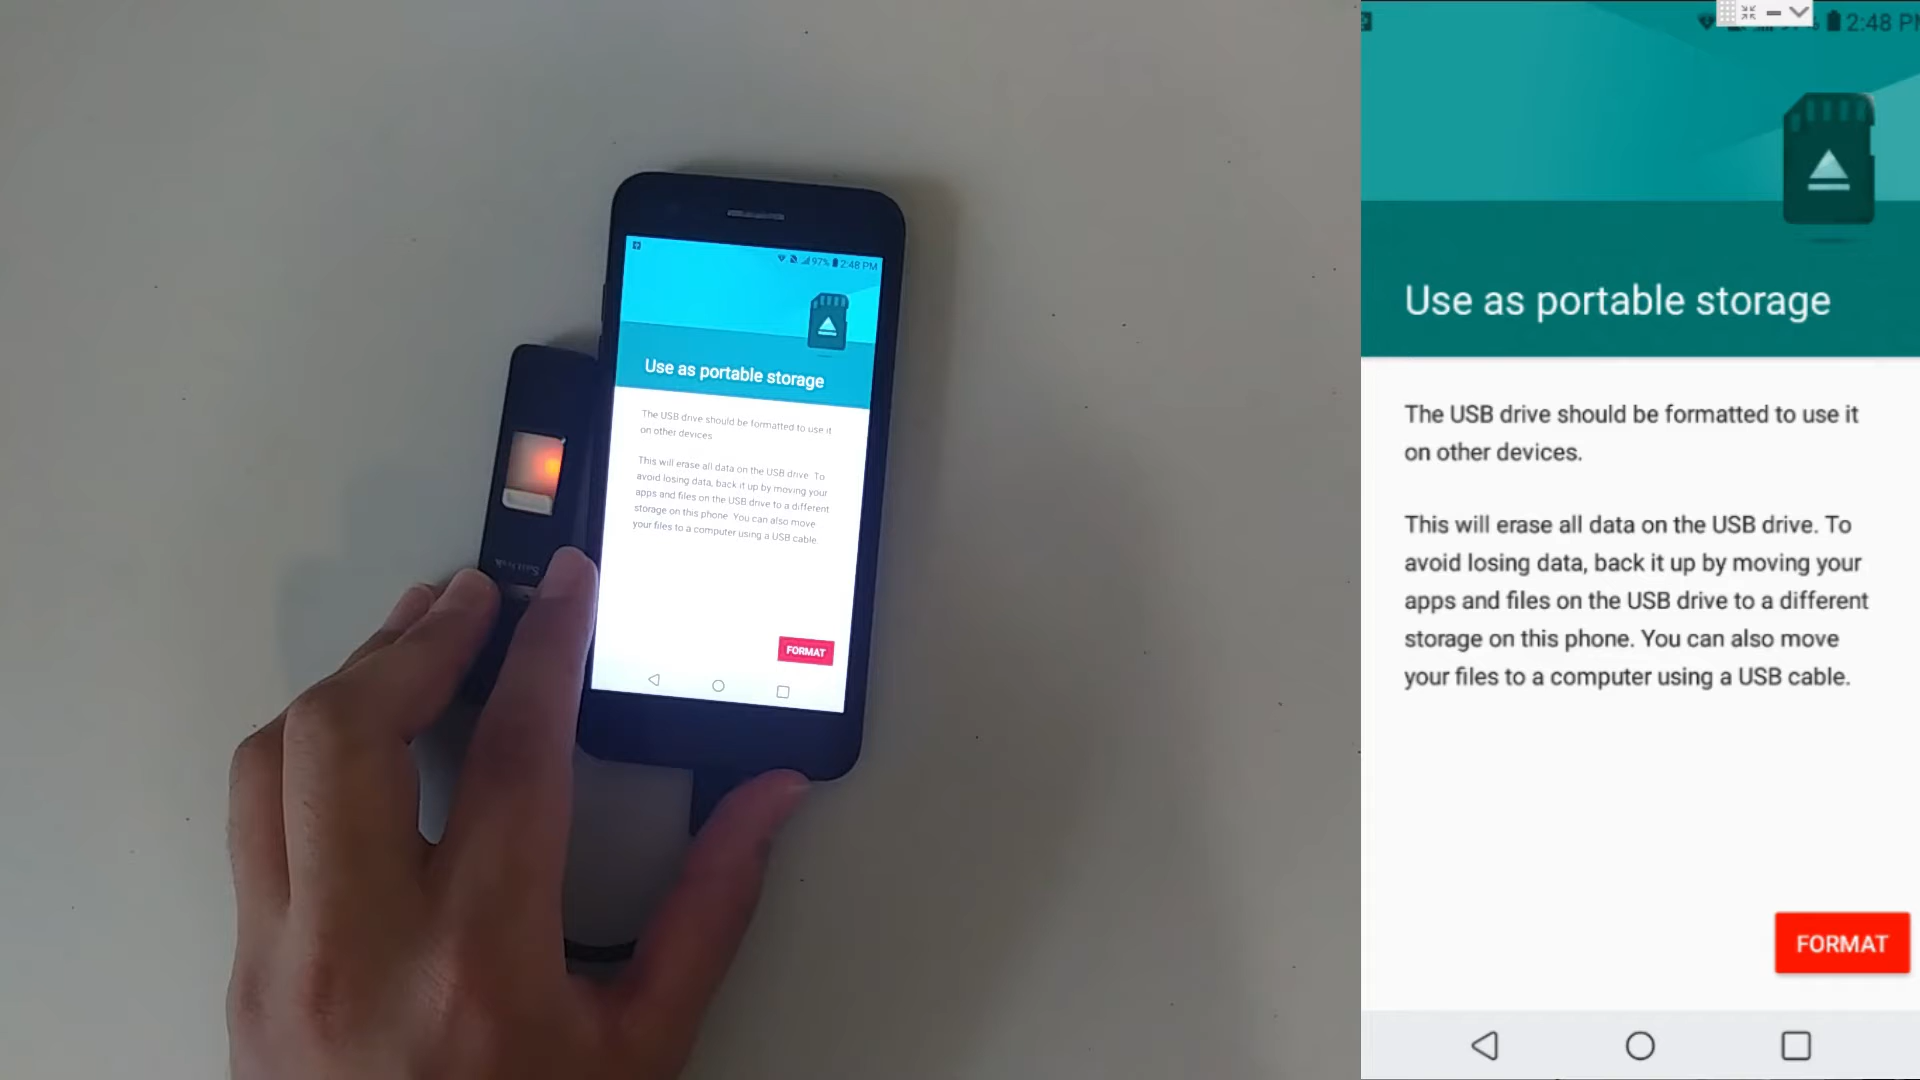 97% 2:48 PM
Use as portable storage
The USB drive should be formatted to use it
on other devices
This will erase all data on the USB drive. To
avoid losing data, back it up by moving your
apps and files on the USB drive to a different
storage on this phone. You can also move
your files to a computer using a USB cable.
FORMAT
SanDisk
2:48 PM
Use as portable storage
The USB drive should be formatted to use it
on other devices.
This will erase all data on the USB drive. To
avoid losing data, back it up by moving your
apps and files on the USB drive to a different
storage on this phone. You can also move
your files to a computer using a USB cable.
FORMAT